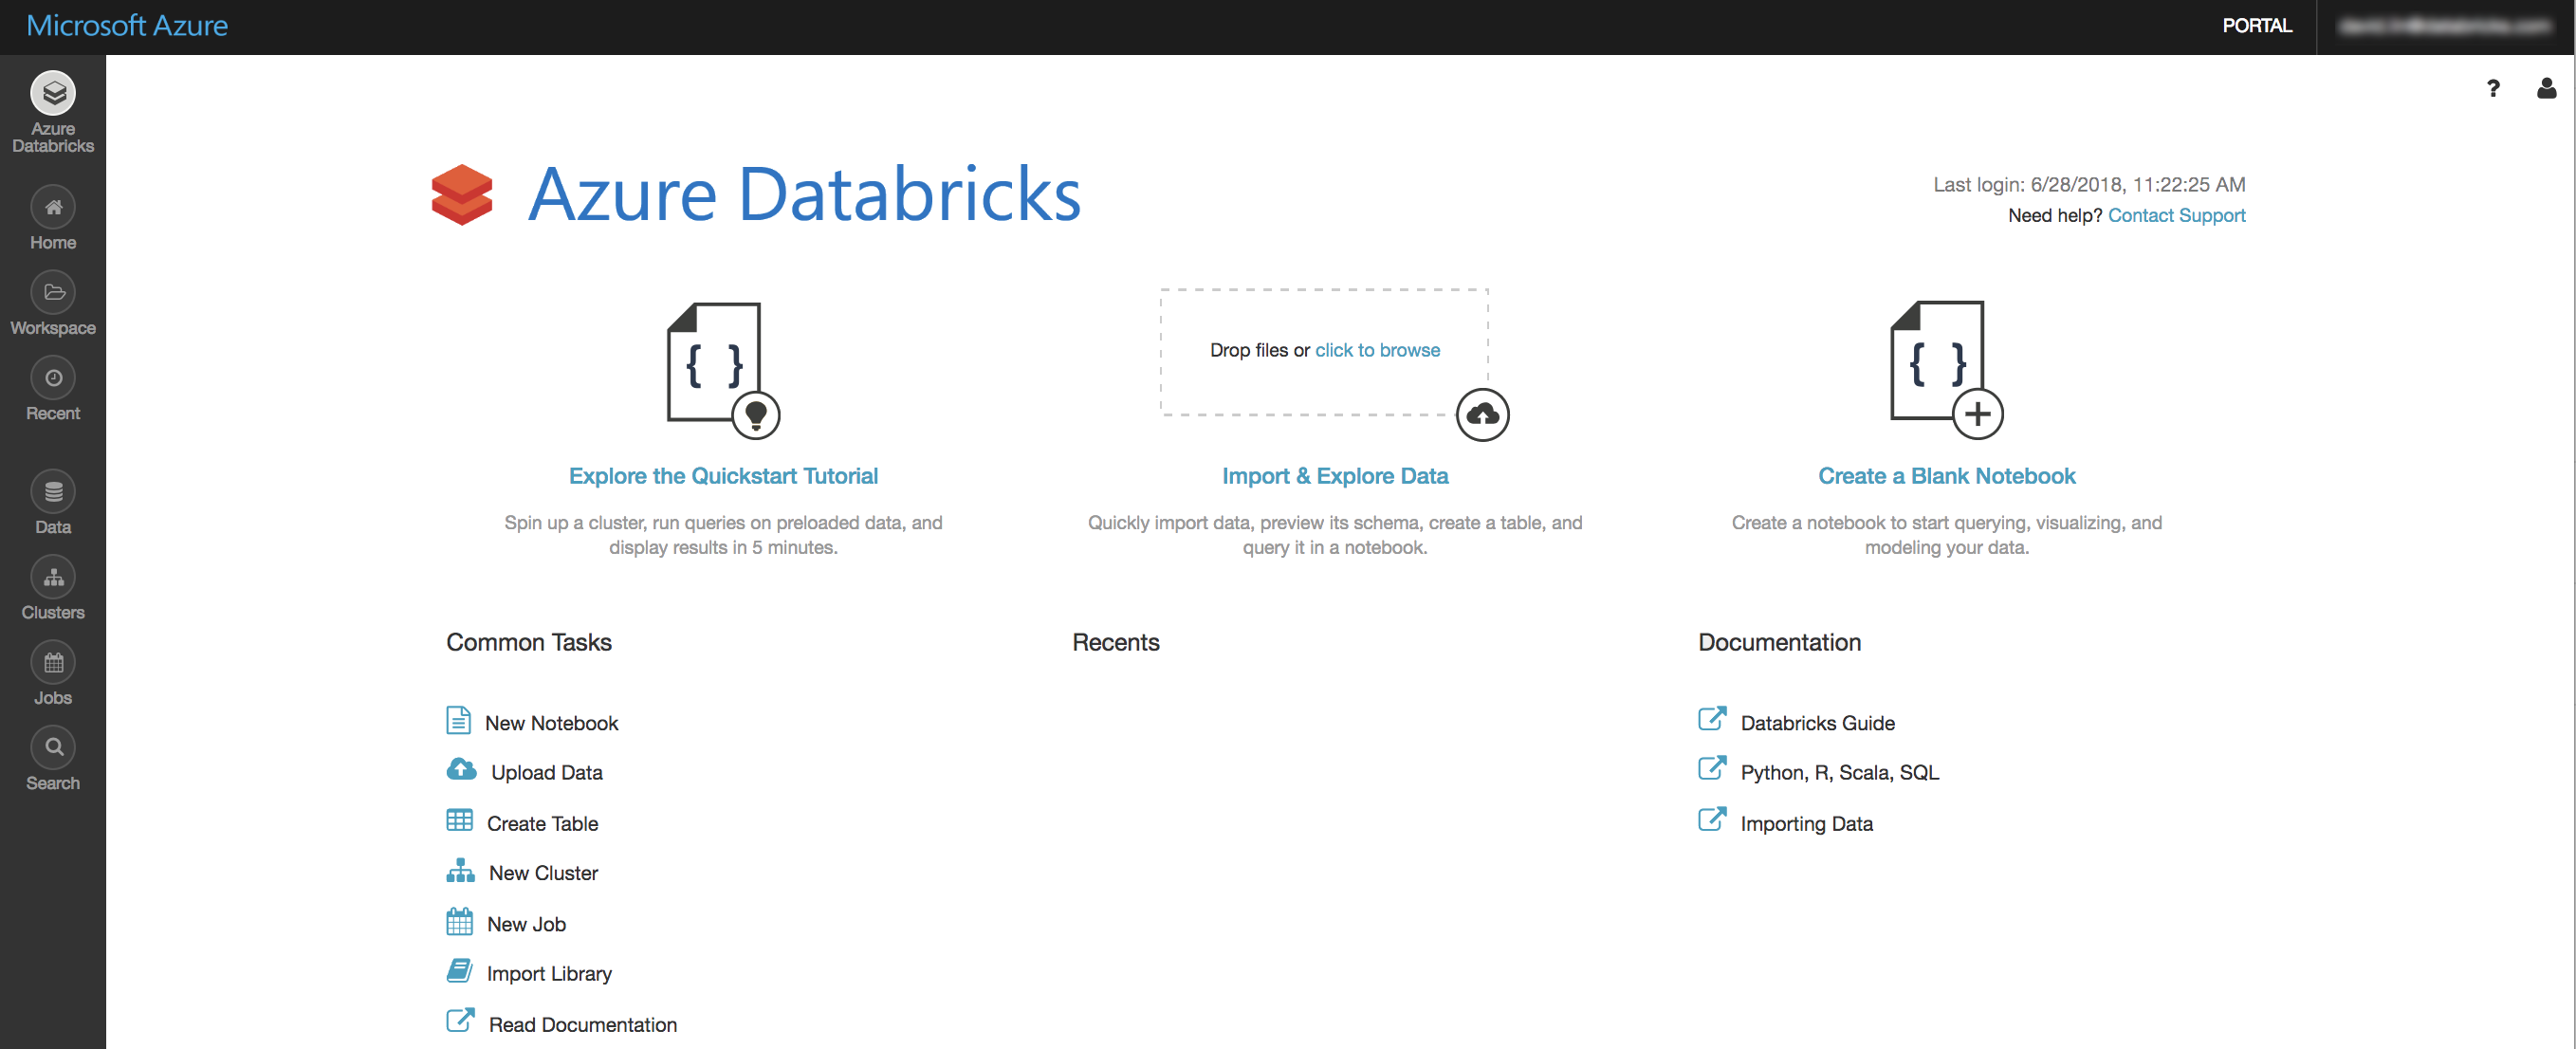 Microsoft Azure
PORTAL
Azure
Databricks
Home
Workspace
Recent
Data
Clusters
Jobs
Search
?
Azure Databricks
Last login: 6/28/2018, 11:22:25 AM
Need help? Contact Support
{ }
Explore the Quickstart Tutorial
Spin up a cluster, run queries on preloaded data, and
display results in 5 minutes.
Drop files or click to browse
Import & Explore Data
Quickly import data, preview its schema, create a table, and
query it in a notebook.
{ }
Create a Blank Notebook
Create a notebook to start querying, visualizing, and
modeling your data.
Common Tasks
New Notebook
Upload Data
Create Table
New Cluster
New Job
Import Library
Read Documentation
Recents
Documentation
Databricks Guide
Python, R, Scala, SQL
Importing Data